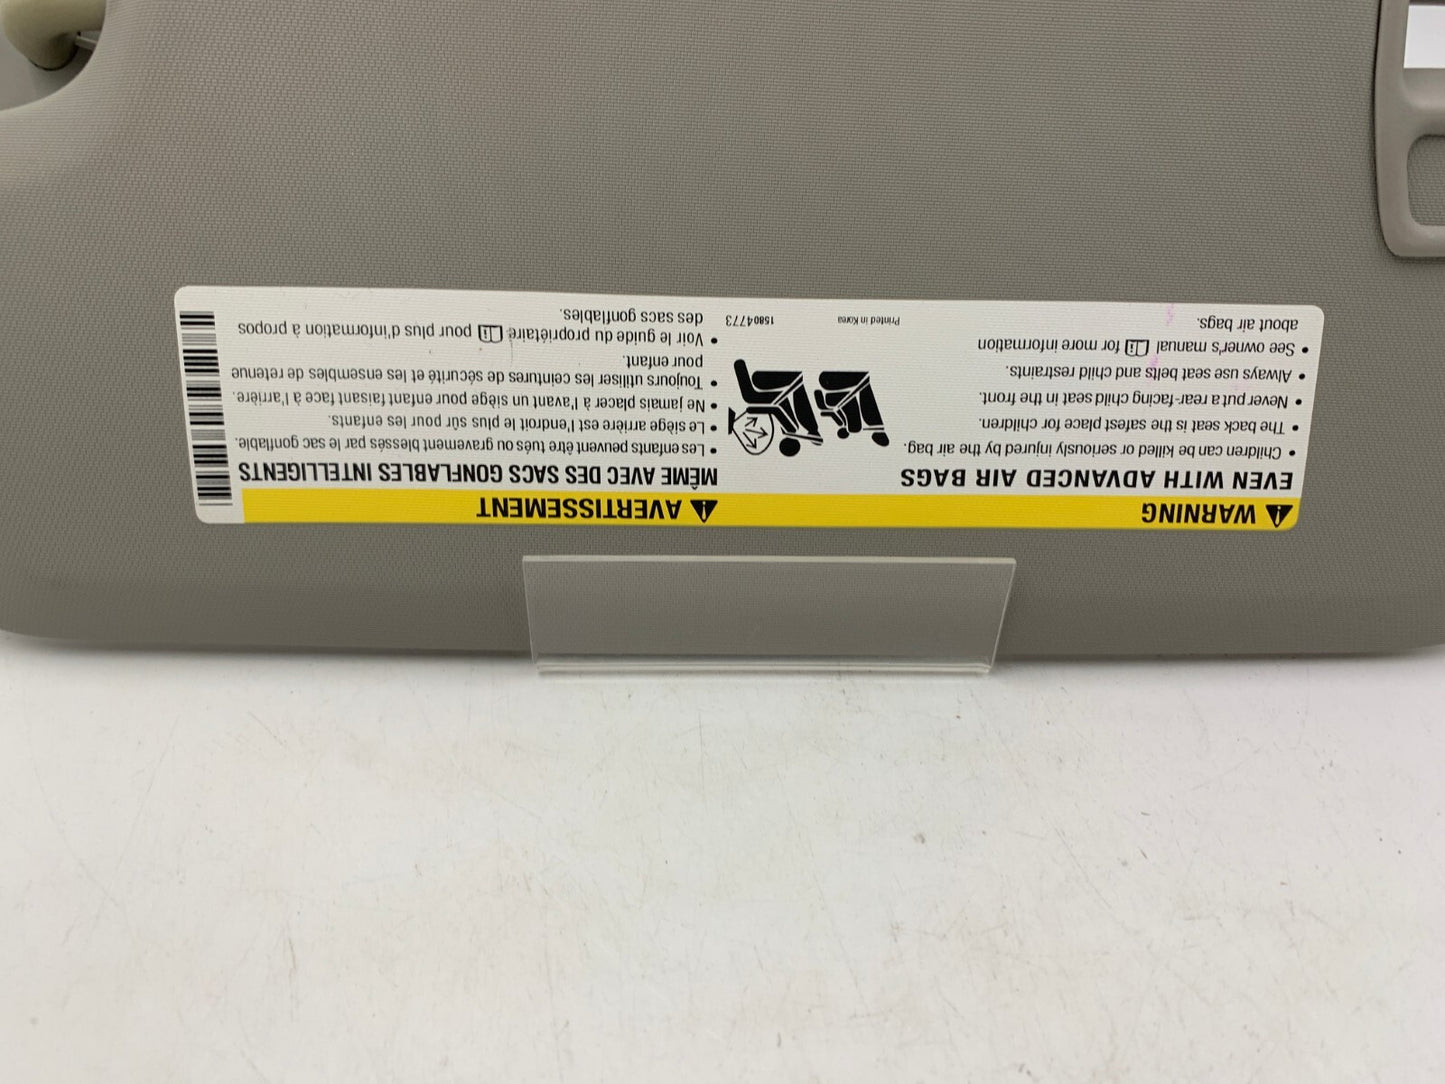 WARNING
EVEN WITH ADVANCED AIR BAGS
• Children can be killed or seriously injured by the air bag.
• The back seat is the safest place for children.
• Never put a rear-facing child seat in the front.
• Always use seat belts and child restraints.
• See owner's manual for more information
about air bags.
Printed in Korea
15804773
AVERTISSEMENT
MÊME AVEC DES SACS GONFLABLES INTELLIGENTS
• Les enfants peuvent être tués ou gravement blessés par le sac gonflable.
• Le siège arrière est l'endroit le plus sûr pour les enfants.
• Ne jamais placer à l'avant un siège pour enfant faisant face à l'arrière.
• Toujours utiliser les ceintures de sécurité et les ensembles de retenue
pour enfant.
• Voir le guide du propriétaire pour plus d'information à propos
des sacs gonflables.